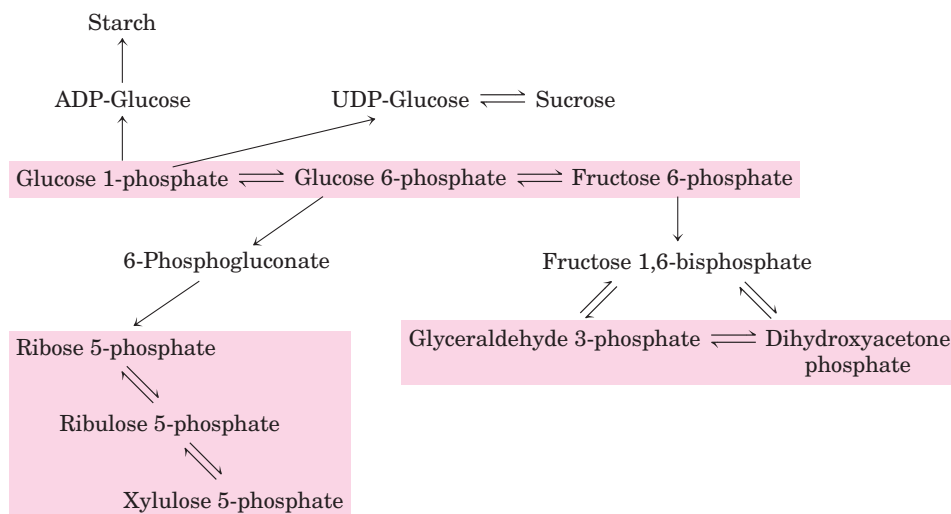 Starch
ADP-Glucose
UDP-Glucose
Sucrose
Glucose 1-phosphate
Glucose 6-phosphate
Fructose 6-phosphate
6-Phosphogluconate
Fructose 1,6-bisphosphate
Ribose 5-phosphate
Glyceraldehyde 3-phosphate
Dihydroxyacetone
phosphate
Ribulose 5-phosphate
Xylulose 5-phosphate